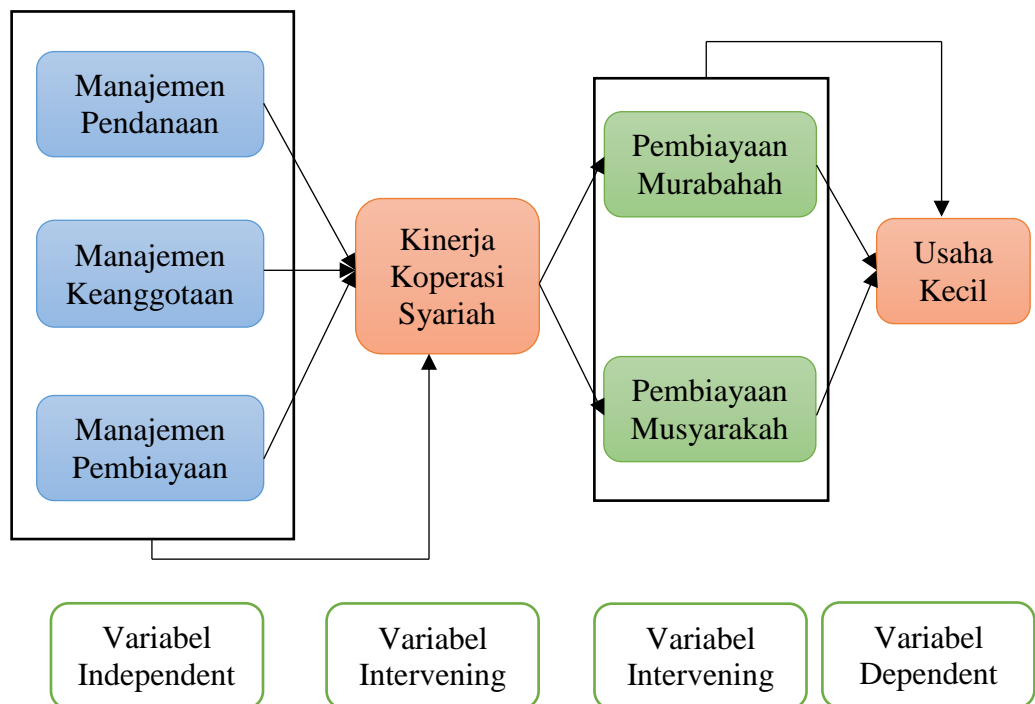 Manajemen
Pendanaan
Manajemen
Keanggotaan
Manajemen
Pembiayaan
Kinerja
Koperasi
Syariah
Pembiayaan
Murabahah
Pembiayaan
Musyarakah
Usaha
Kecil
Variabel
Independent
Variabel
Intervening
Variabel
Intervening
Variabel
Dependent